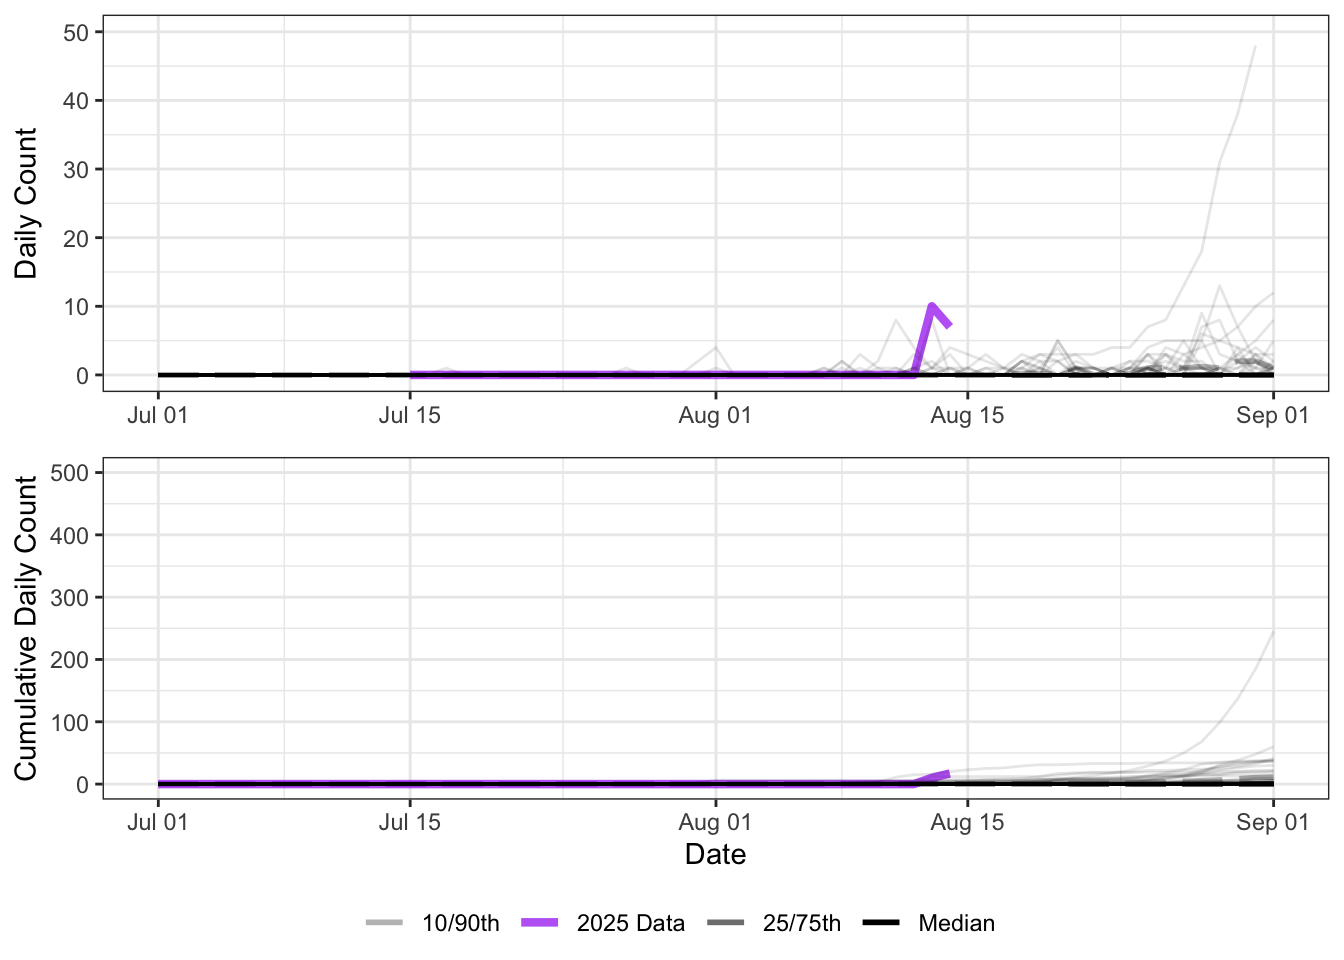 50
40
30
20
10
0
Daily Count
Jul 01 Jul 15 Aug 01 Aug 15 Sep 01
500
400
300
200
100
0
Cumulative Daily Count
Jul 01 Jul 15 Aug 01 Aug 15 Sep 01
Date
10/90th 2025 Data 25/75th Median